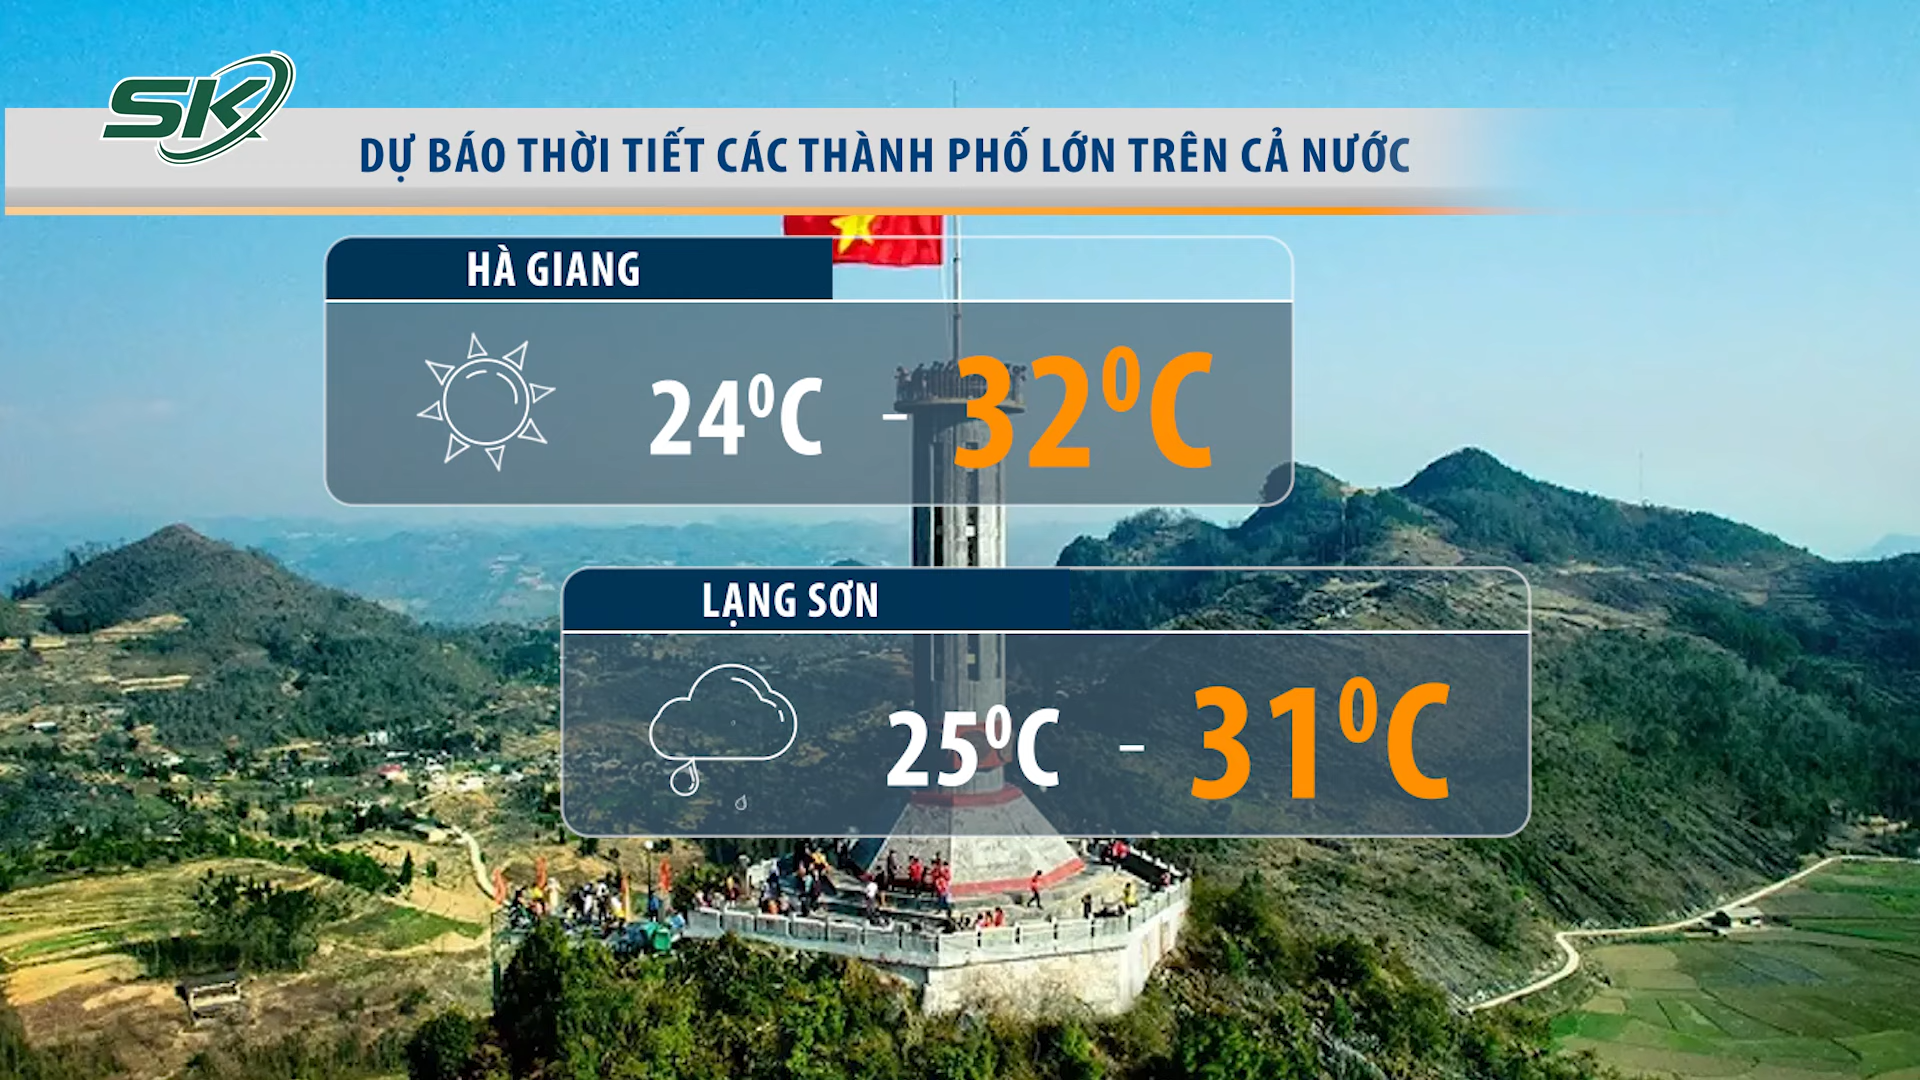 SK
DỰ BÁO THỜI TIẾT CÁC THÀNH PHỐ LỚN TRÊN CẢ NƯỚC
HÀ GIANG
24⁰C - 32⁰C
LẠNG SƠN
25⁰C - 31⁰C